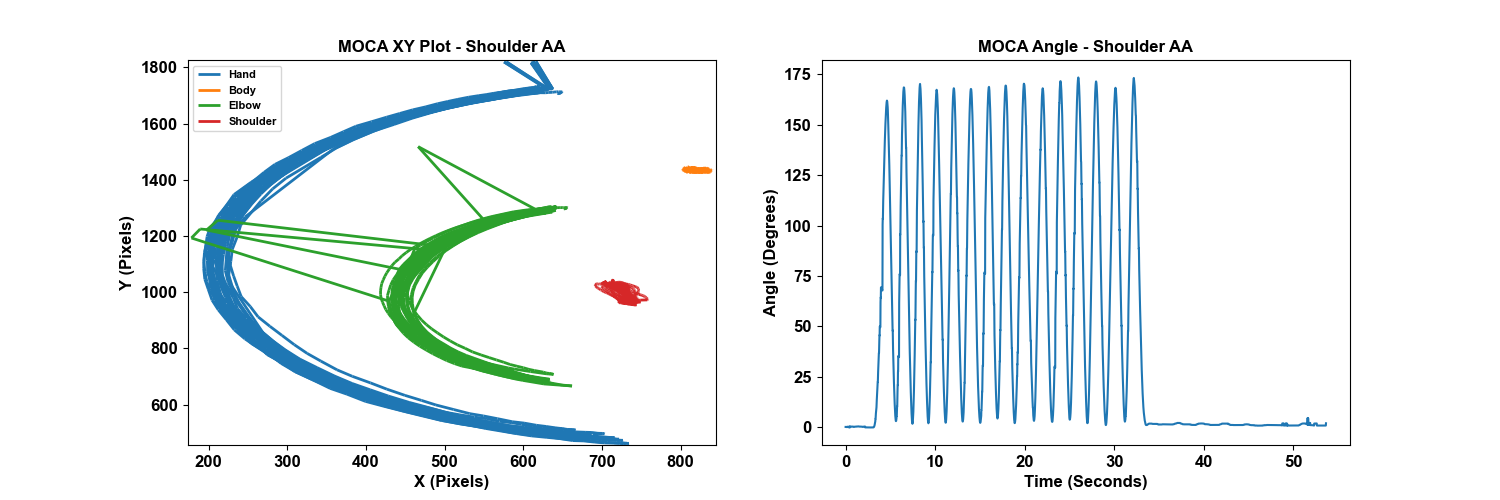 MOCA XY Plot - Shoulder AA
1800
1600
1400
1200
1000
800
600
Y (Pixels)
Hand
Body
Elbow
Shoulder
200 300 400 500 600 700 800
X (Pixels)
MOCA Angle - Shoulder AA
175
150
125
100
75
50
25
0
Angle (Degrees)
0 10 20 30 40 50
Time (Seconds)